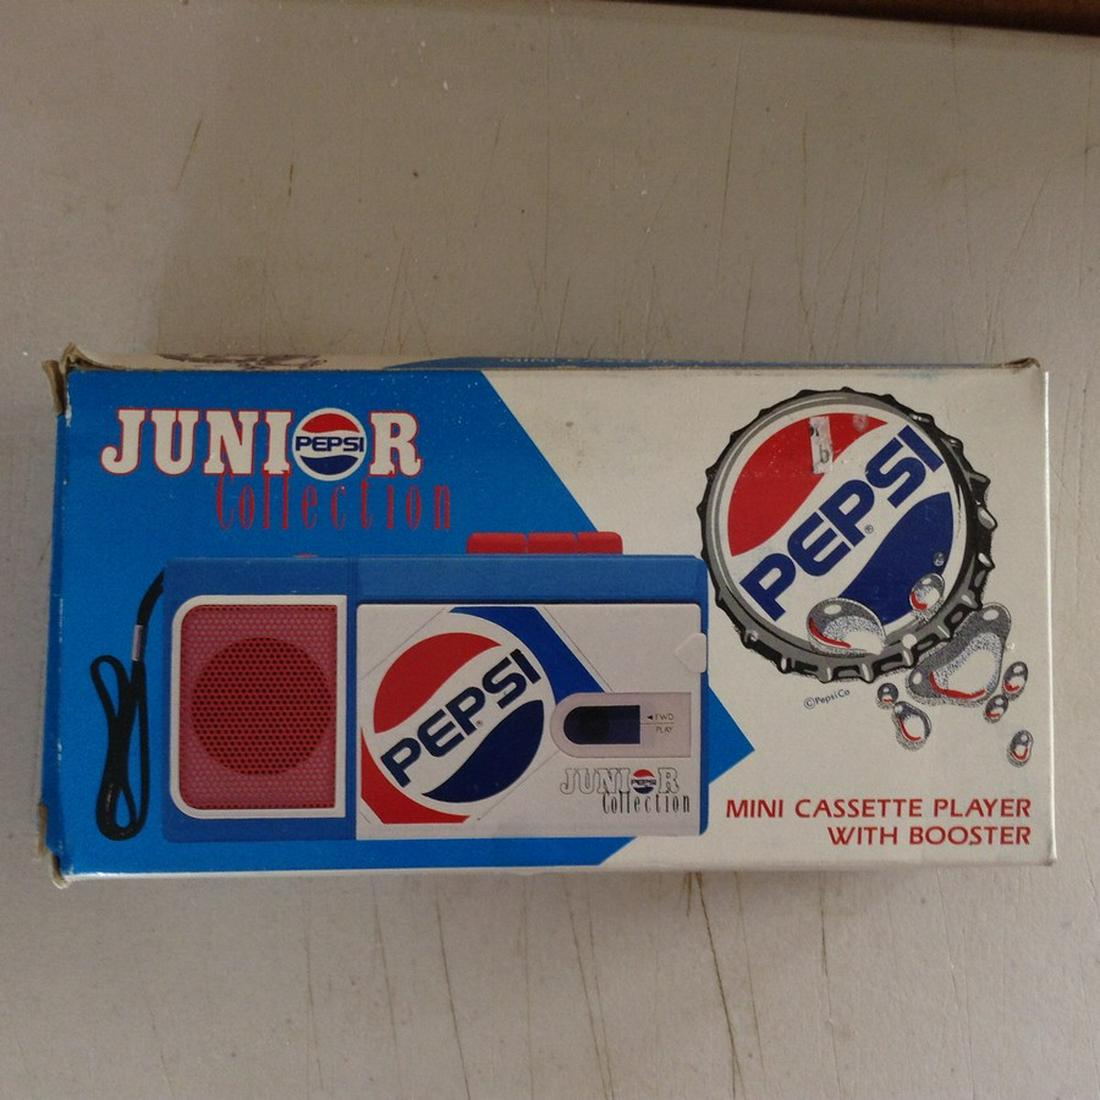 JUNIOR
PEPSI
Collection
PEPSI®
©PepsiCo
PEPSI®
◄ FWD
PLAY
JUNIOR
PEPSI
Collection
MINI CASSETTE PLAYER
WITH BOOSTER